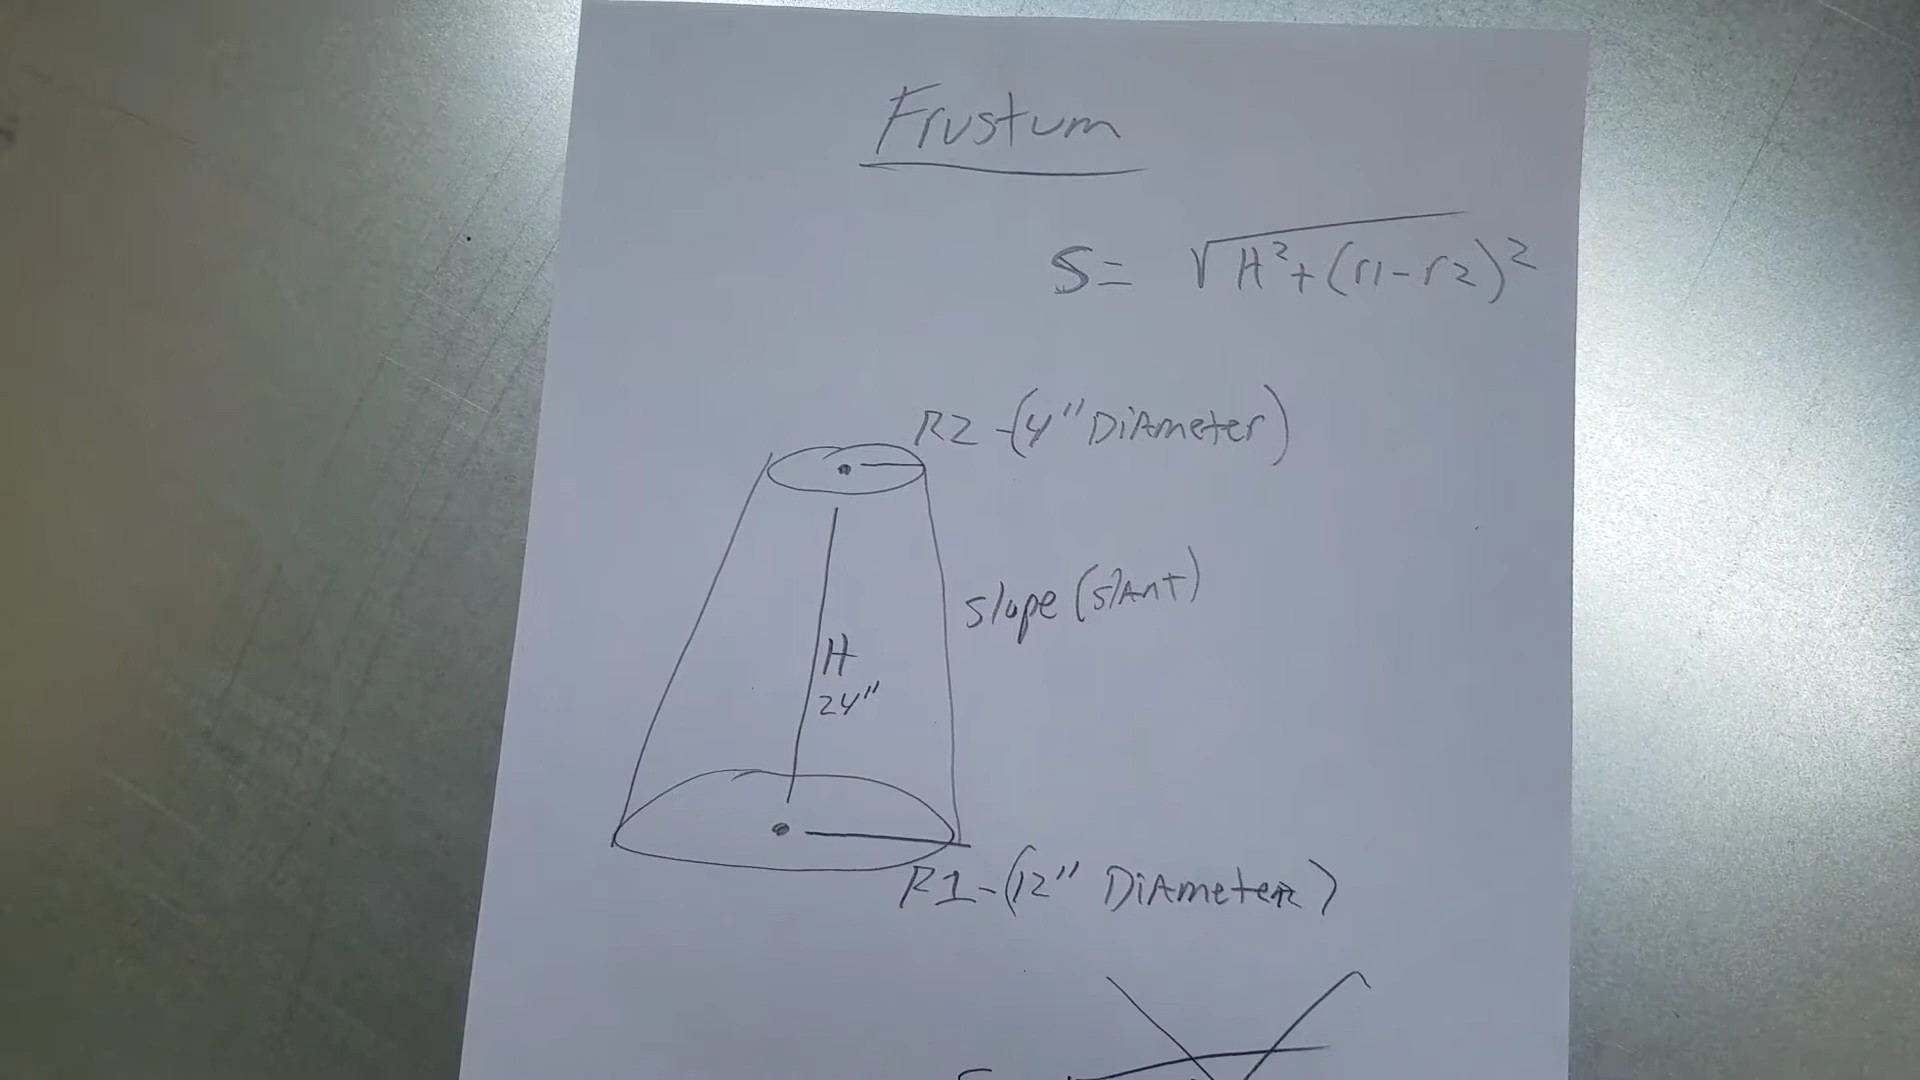 Frustum
S= √H²+(r1-r2)²
R2-(4" DiAmeter)
slope (slAnt)
H
24"
R1-(12" DiAmeter)